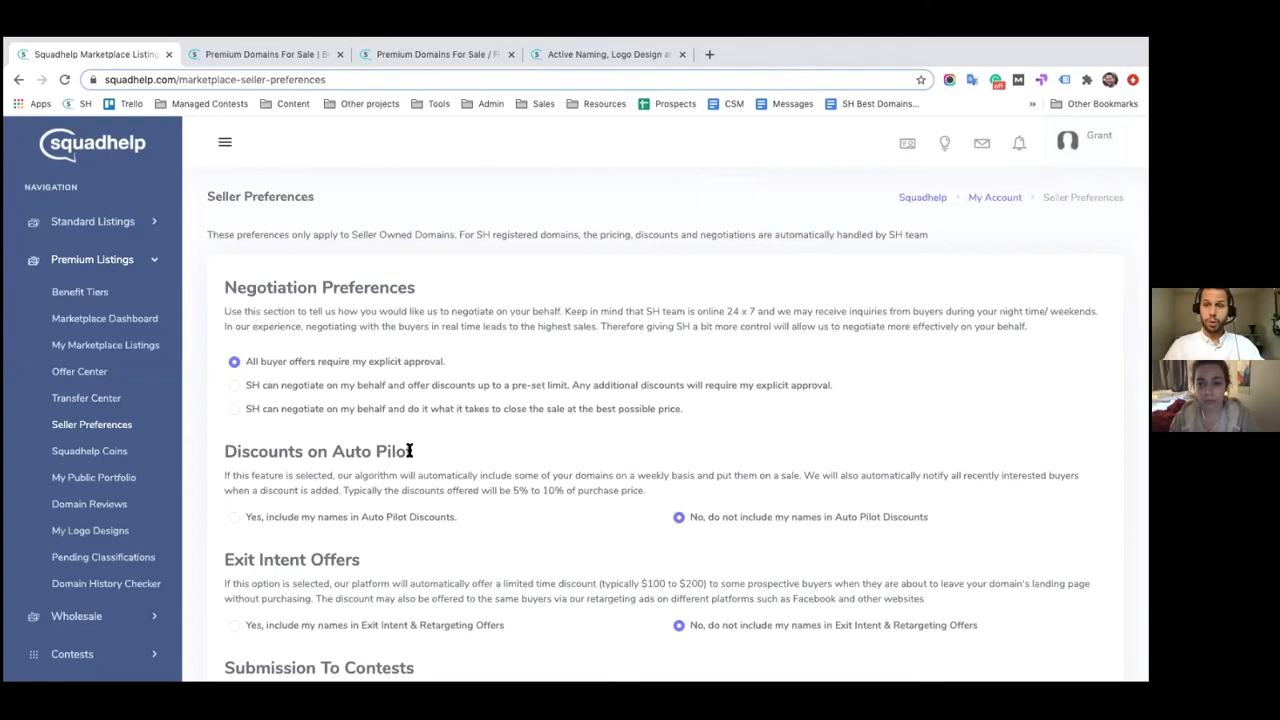 Squadhelp Marketplace Listing
Premium Domains For Sale | B
Premium Domains For Sale / F
Active Naming, Logo Design a
squadhelp.com/marketplace-seller-preferences
off
Apps
SH
Trello
Managed Contests
Content
Other projects
Tools
Admin
Sales
Resources
Prospects
CSM
Messages
SH Best Domains...
Other Bookmarks
squadhelp
Grant
NAVIGATION
Standard Listings
Premium Listings
Benefit Tiers
Marketplace Dashboard
My Marketplace Listings
Offer Center
Transfer Center
Seller Preferences
Squadhelp Coins
My Public Portfolio
Domain Reviews
My Logo Designs
Pending Classifications
Domain History Checker
Wholesale
Contests
Seller Preferences
Squadhelp > My Account > Seller Preferences
These preferences only apply to Seller Owned Domains. For SH registered domains, the pricing, discounts and negotiations are automatically handled by SH team
Negotiation Preferences
Use this section to tell us how you would like us to negotiate on your behalf. Keep in mind that SH team is online 24 x 7 and we may receive inquiries from buyers during your night time/ weekends.
In our experience, negotiating with the buyers in real time leads to the highest sales. Therefore giving SH a bit more control will allow us to negotiate more effectively on your behalf.
All buyer offers require my explicit approval.
SH can negotiate on my behalf and offer discounts up to a pre-set limit. Any additional discounts will require my explicit approval.
SH can negotiate on my behalf and do it what it takes to close the sale at the best possible price.
Discounts on Auto Pilot
If this feature is selected, our algorithm will automatically include some of your domains on a weekly basis and put them on a sale. We will also automatically notify all recently interested buyers
when a discount is added. Typically the discounts offered will be 5% to 10% of purchase price.
Yes, include my names in Auto Pilot Discounts.
No, do not include my names in Auto Pilot Discounts
Exit Intent Offers
If this option is selected, our platform will automatically offer a limited time discount (typically $100 to $200) to some prospective buyers when they are about to leave your domain's landing page
without purchasing. The discount may also be offered to the same buyers via our retargeting ads on different platforms such as Facebook and other websites
Yes, include my names in Exit Intent & Retargeting Offers
No, do not include my names in Exit Intent & Retargeting Offers
Submission To Contests